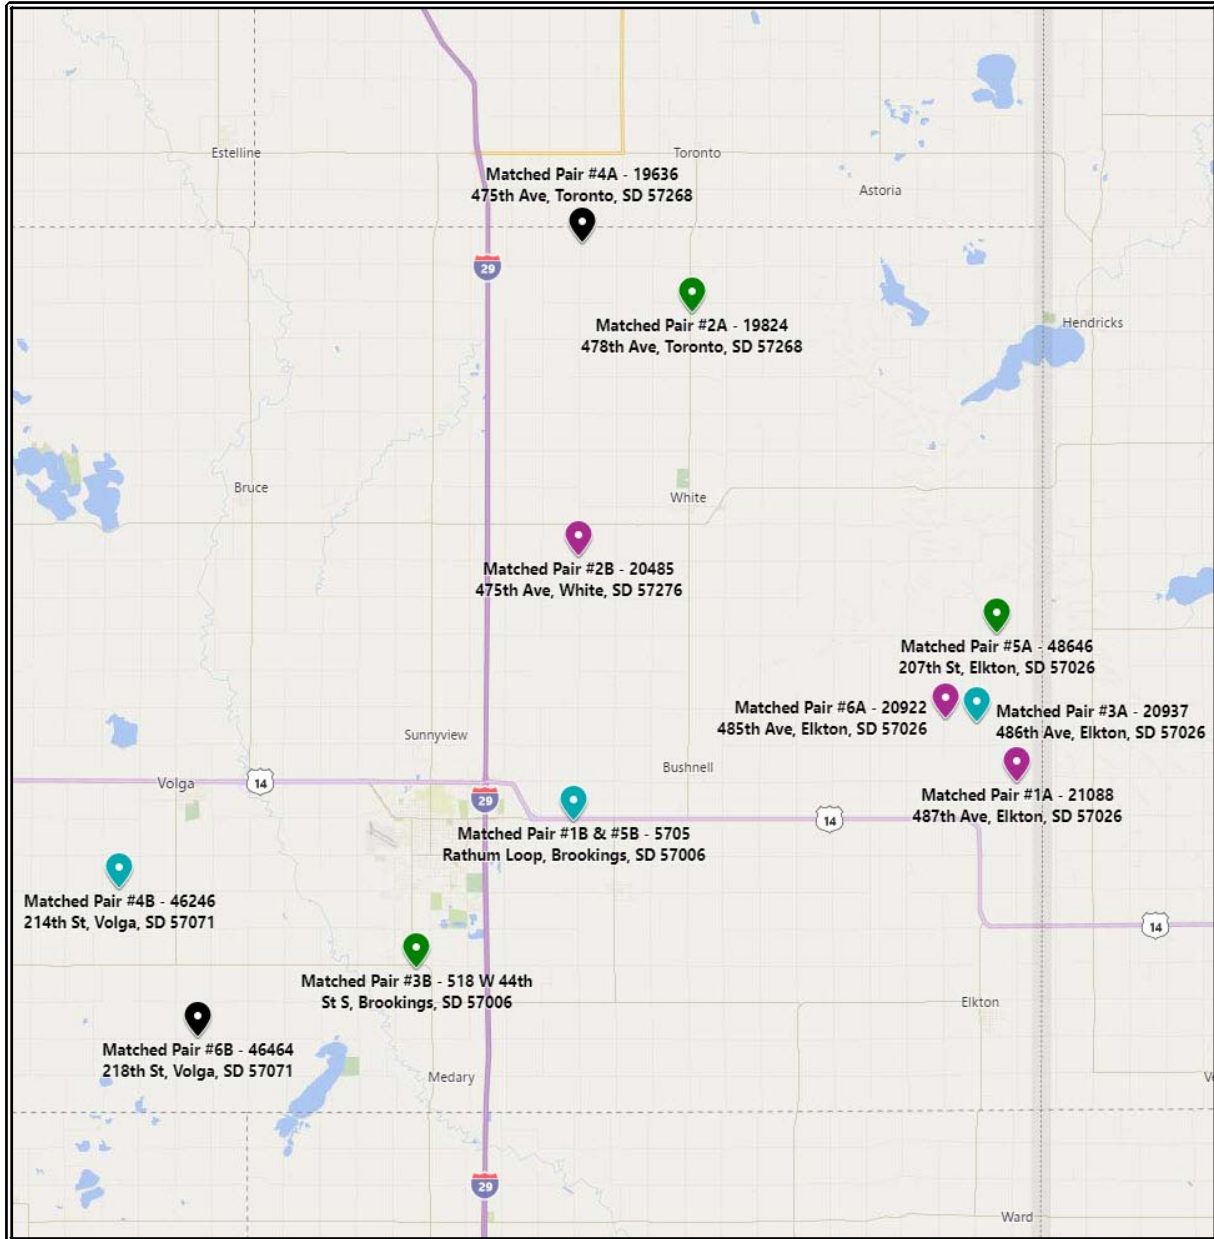 Estelline
Toronto
Matched Pair #4A - 19636
475th Ave, Toronto, SD 57268
Astoria
29
Matched Pair #2A - 19824
478th Ave, Toronto, SD 57268
Hendricks
Bruce
White
Matched Pair #2B - 20485
475th Ave, White, SD 57276
Matched Pair #5A - 48646
207th St, Elkton, SD 57026
Matched Pair #6A - 20922
485th Ave, Elkton, SD 57026
Matched Pair #3A - 20937
486th Ave, Elkton, SD 57026
Sunnyview
Bushnell
Volga
14
29
Matched Pair #1A - 21088
487th Ave, Elkton, SD 57026
14
Matched Pair #1B & #5B - 5705
Rathum Loop, Brookings, SD 57006
Matched Pair #4B - 46246
214th St, Volga, SD 57071
14
Matched Pair #3B - 518 W 44th
St S, Brookings, SD 57006
Elkton
Matched Pair #6B - 46464
218th St, Volga, SD 57071
Medary
29
Ward